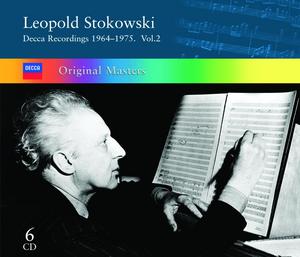 Leopold Stokowski
Decca Recordings 1964–1975. Vol.2
DECCA
Original Masters
6
CD